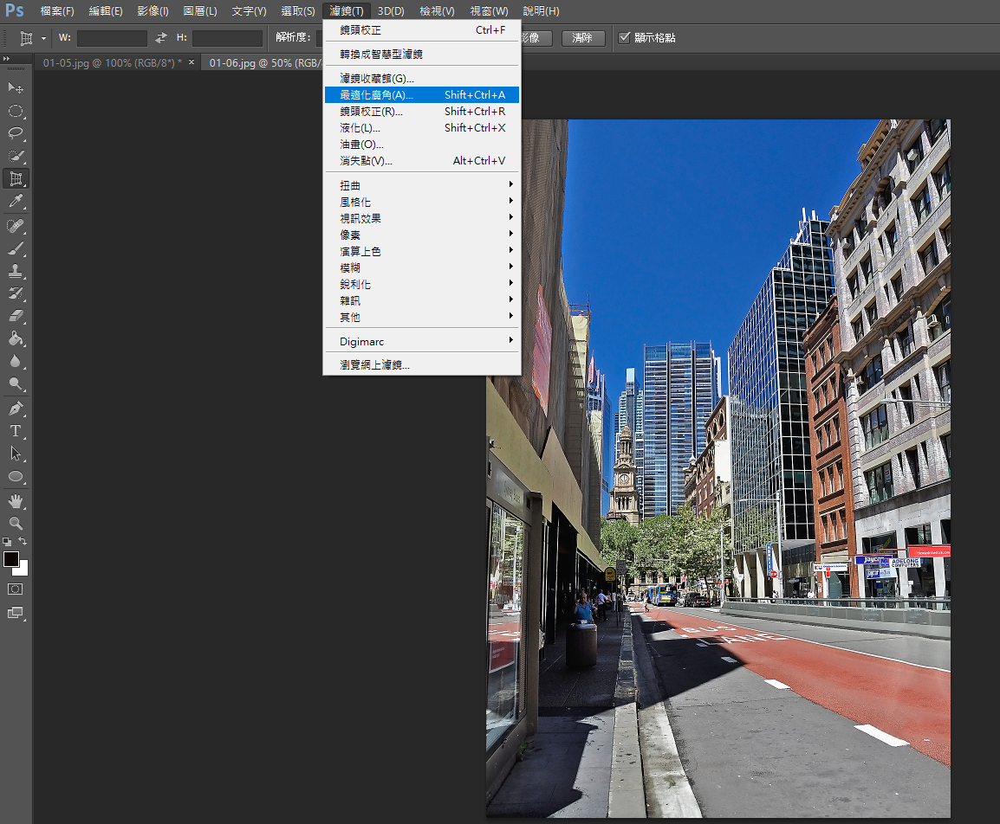 Ps 檔案(F) 編輯(E) 影像(I) 圖層(L) 文字(Y) 選取(S) 濾鏡(T) 3D(D) 檢視(V) 視窗(W) 說明(H)
W: H: 解析度: 影像 清除 顯示格點
01-05.jpg @ 100% (RGB/8*) * × 01-06.jpg @ 50% (RGB/
鏡頭校正 Ctrl+F
轉換成智慧型濾鏡
濾鏡收藏館(G)...
最適化廣角(A)... Shift+Ctrl+A
鏡頭校正(R)... Shift+Ctrl+R
液化(L)... Shift+Ctrl+X
油畫(O)...
消失點(V)... Alt+Ctrl+V
扭曲
風格化
視訊效果
像素
演算上色
模糊
銳利化
雜訊
其他
Digimarc
瀏覽網上濾鏡...
T
Jaycar
ADELONG
COMPUTERS
BUS
LANE